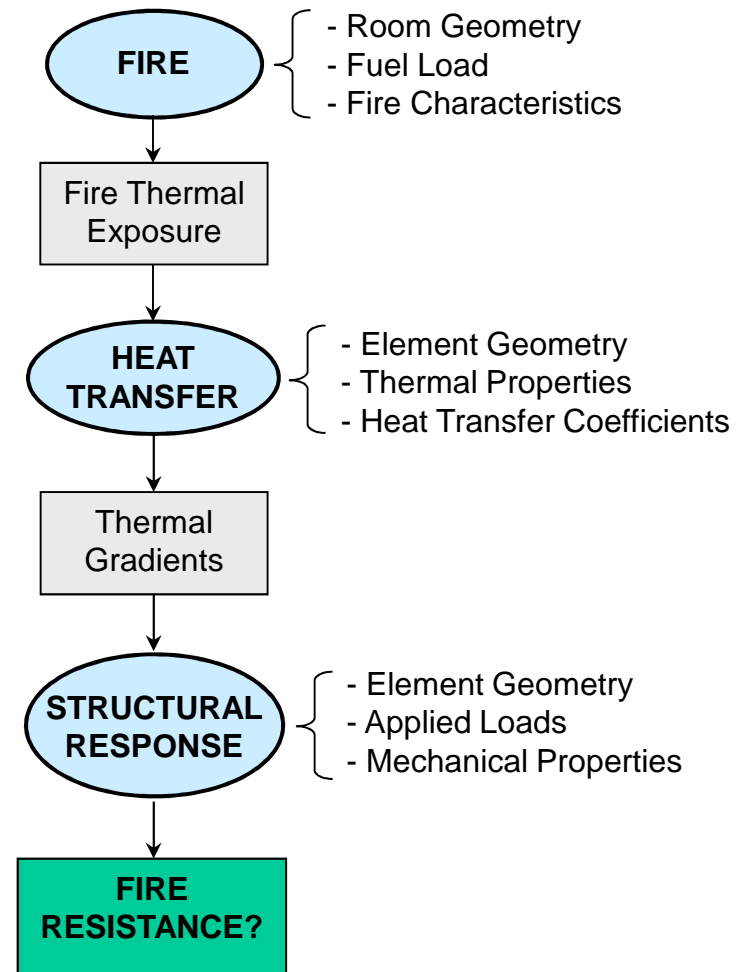 FIRE
- Room Geometry
- Fuel Load
- Fire Characteristics
Fire Thermal
Exposure
HEAT
TRANSFER
- Element Geometry
- Thermal Properties
- Heat Transfer Coefficients
Thermal
Gradients
STRUCTURAL
RESPONSE
- Element Geometry
- Applied Loads
- Mechanical Properties
FIRE
RESISTANCE?